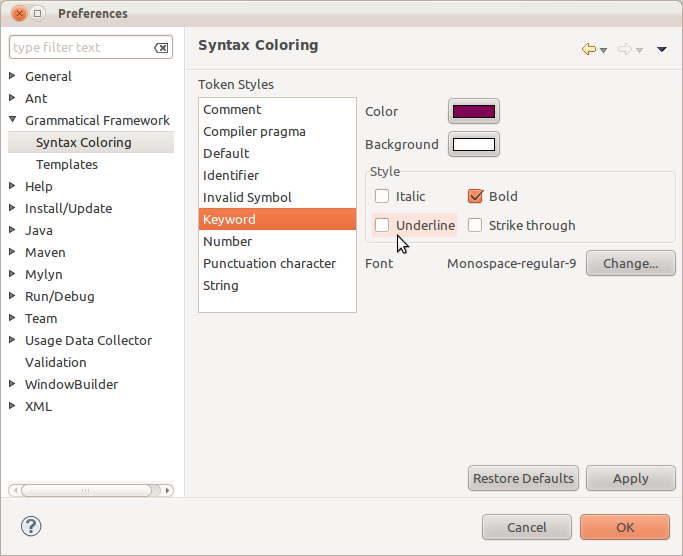 Preferences
type filter text
General
Ant
Grammatical Framework
Syntax Coloring
Templates
Help
Install/Update
Java
Maven
Mylyn
Run/Debug
Team
Usage Data Collector
Validation
WindowBuilder
XML
Syntax Coloring
Token Styles
Comment
Compiler pragma
Default
Identifier
Invalid Symbol
Keyword
Number
Punctuation character
String
Color
Background
Style
Italic Bold
Underline Strike through
Font Monospace-regular-9 Change...
Restore Defaults Apply
? Cancel OK